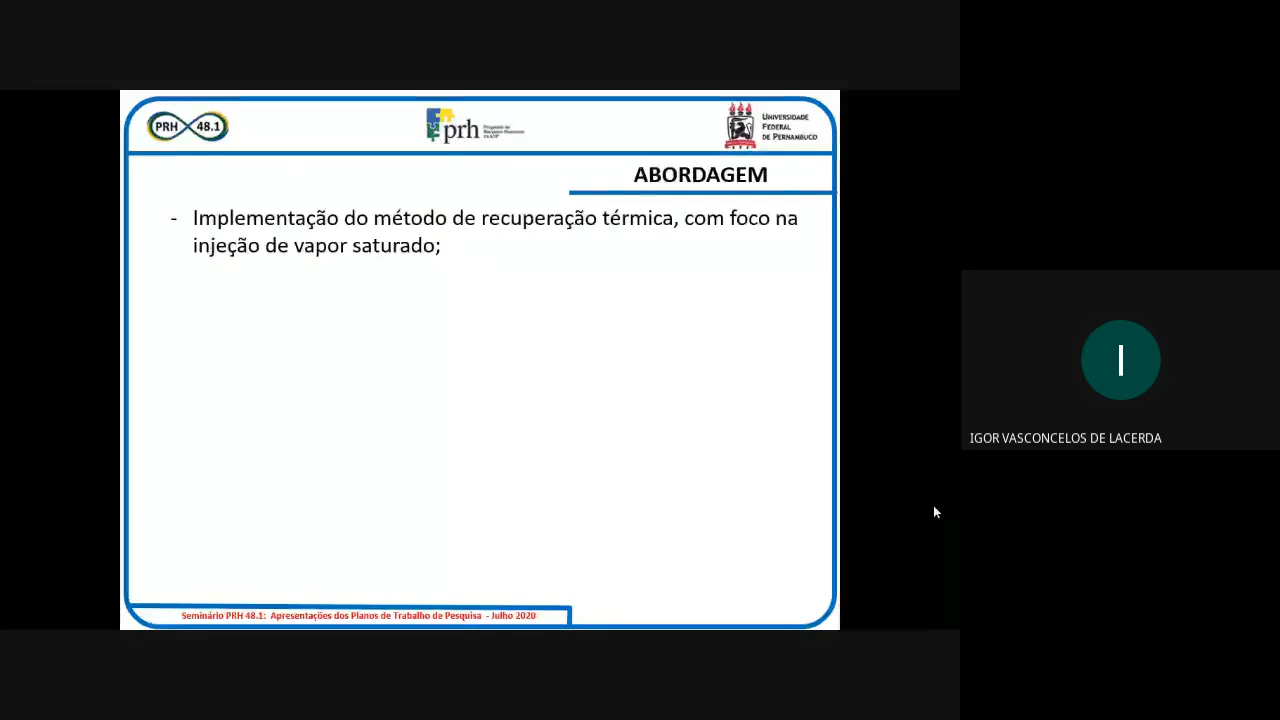 PRH 48.1
prh
UNIVERSIDADE
FEDERAL
DE PERNAMBUCO
ABORDAGEM
- Implementação do método de recuperação térmica, com foco na
injeção de vapor saturado;
I
IGOR VASCONCELOS DE LACERDA
Seminário PRH 48.1: Apresentações dos Planos de Trabalho de Pesquisa - Julho 2020